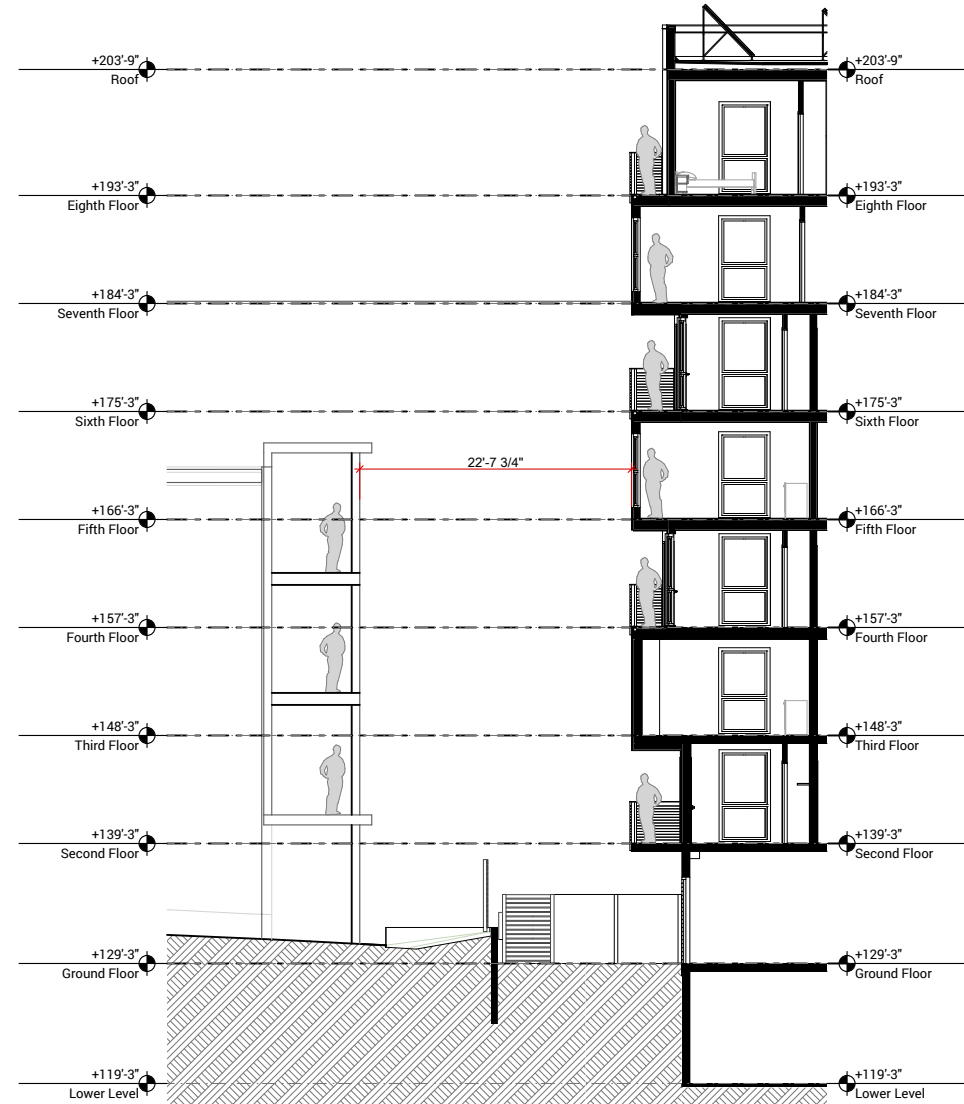 +203'-9"
Roof
+203'-9"
Roof
+193'-3"
Eighth Floor
+193'-3"
Eighth Floor
+184'-3"
Seventh Floor
+184'-3"
Seventh Floor
+175'-3"
Sixth Floor
+175'-3"
Sixth Floor
22'-7 3/4"
+166'-3"
Fifth Floor
+166'-3"
Fifth Floor
+157'-3"
Fourth Floor
+157'-3"
Fourth Floor
+148'-3"
Third Floor
+148'-3"
Third Floor
+139'-3"
Second Floor
+139'-3"
Second Floor
+129'-3"
Ground Floor
+129'-3"
Ground Floor
+119'-3"
Lower Level
+119'-3"
Lower Level